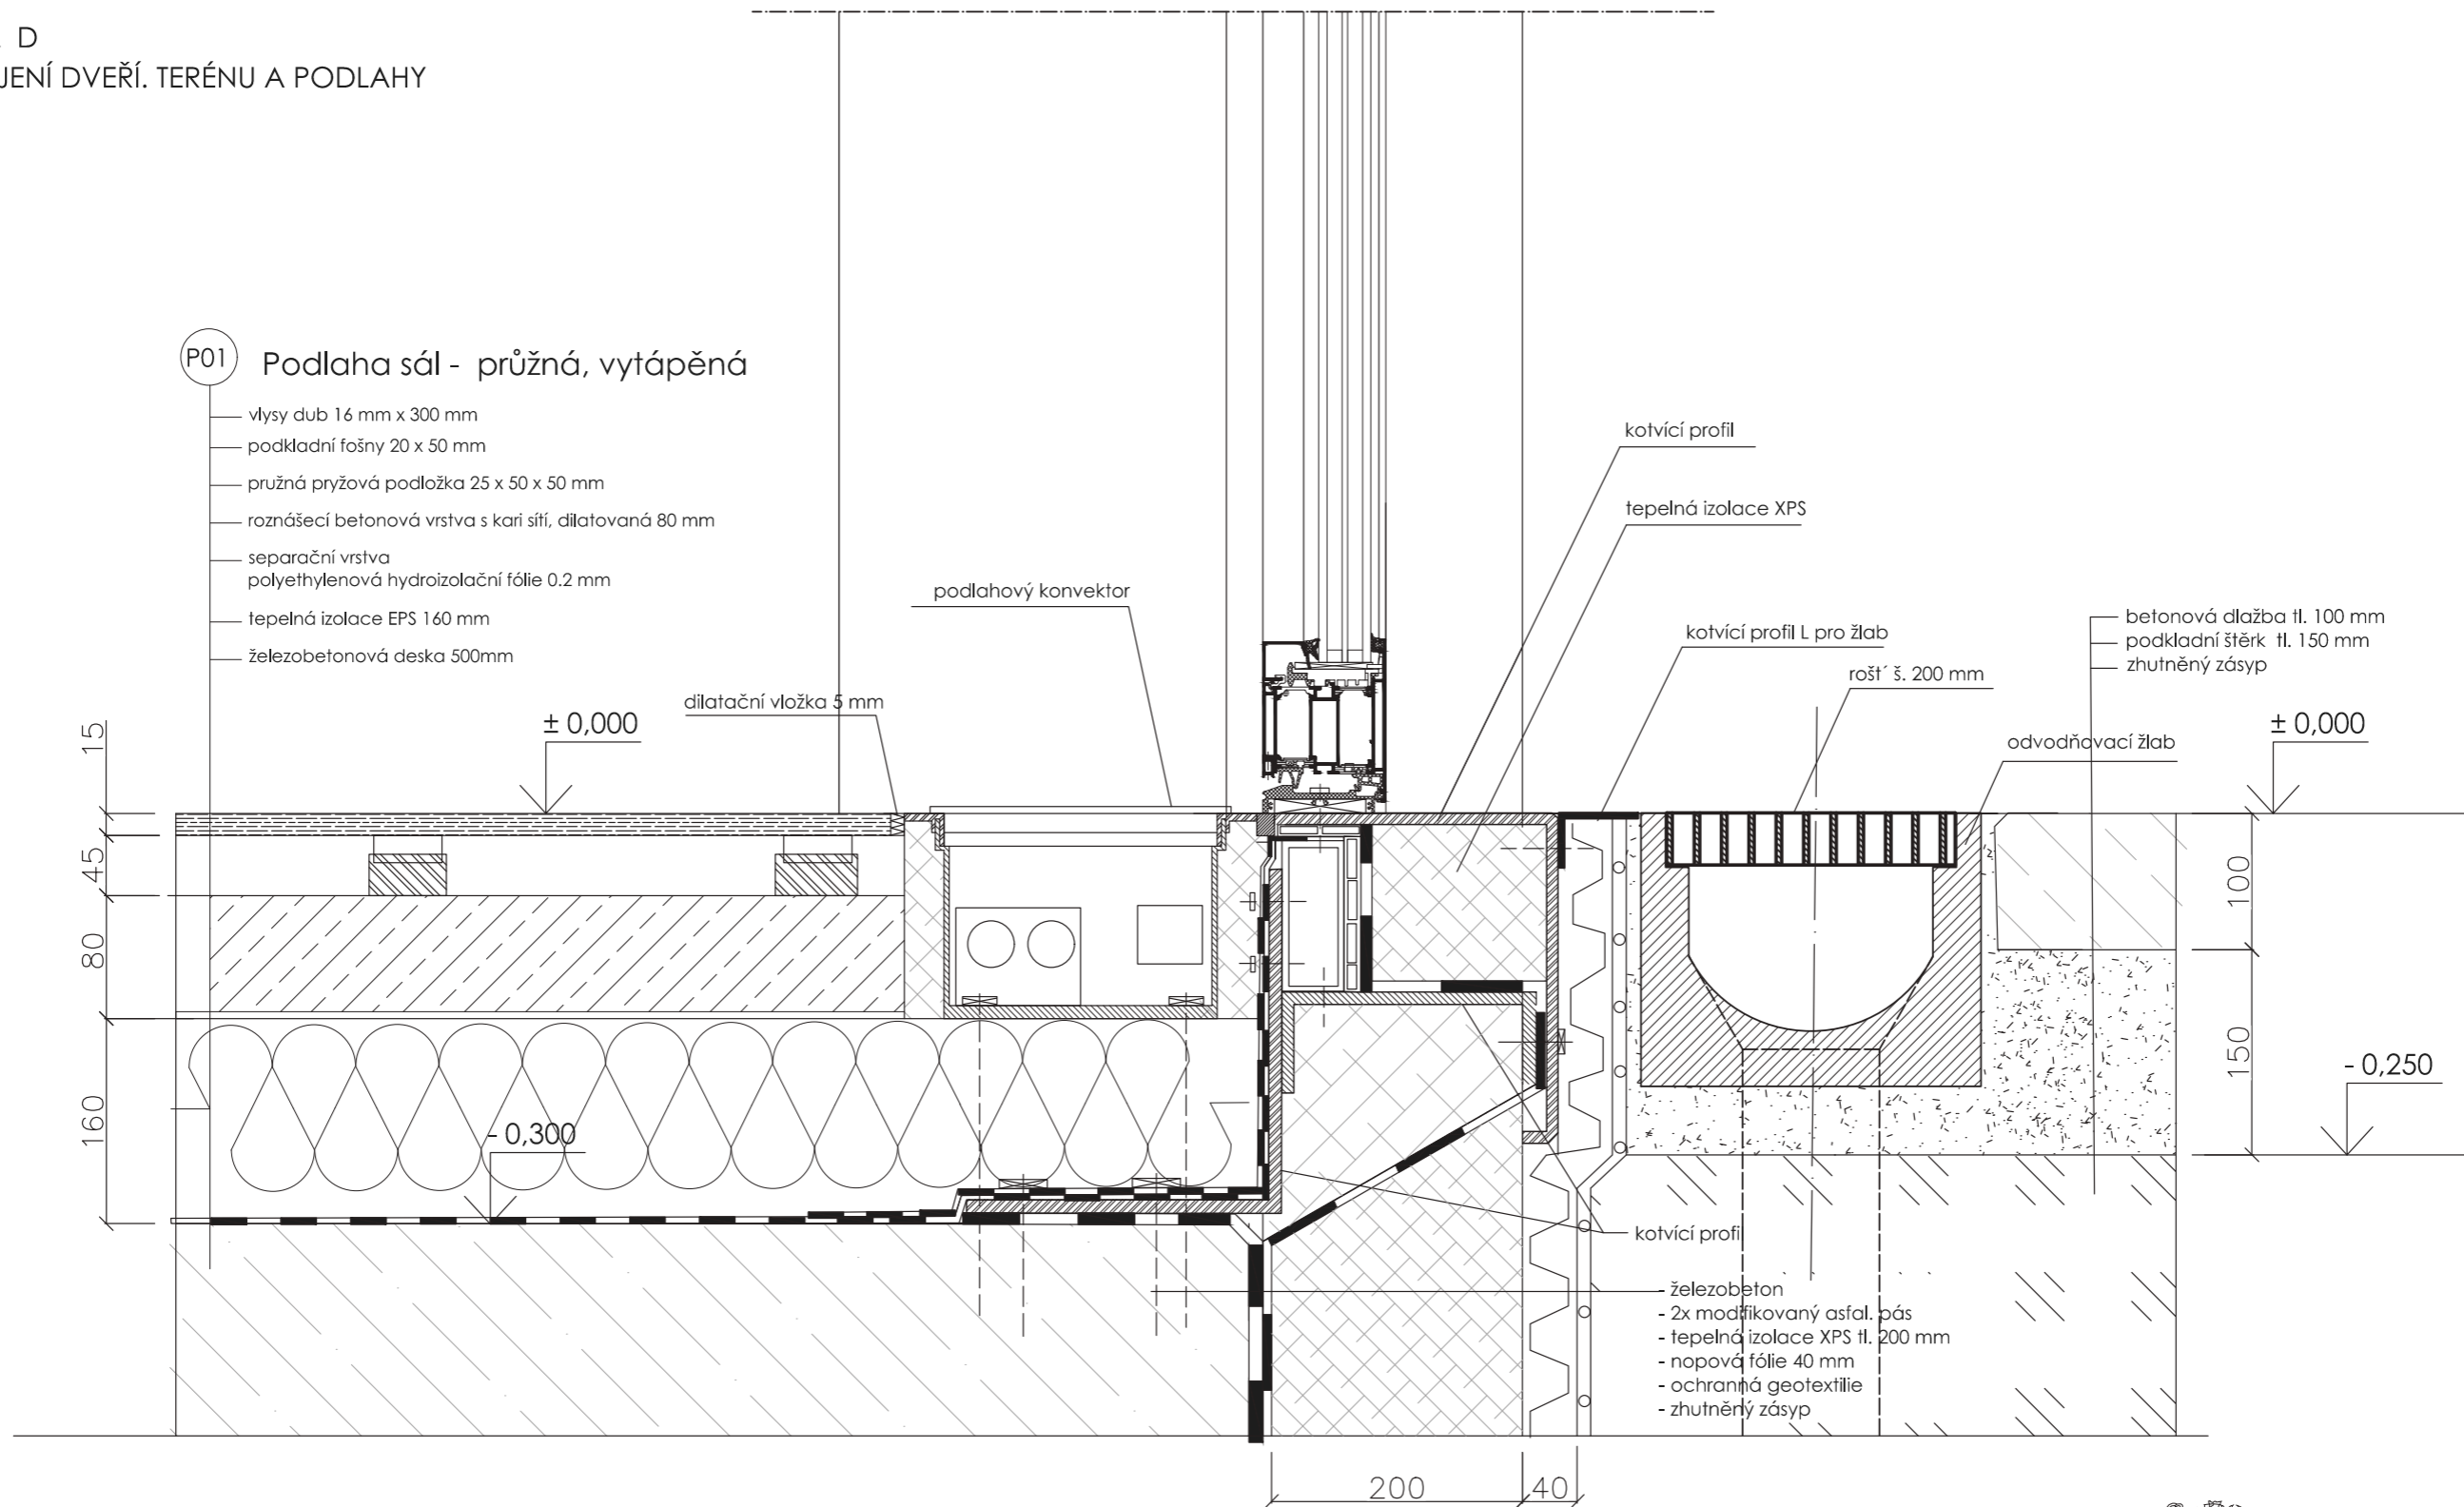 D
JENÍ DVEŘÍ. TERÉNU A PODLAHY
P01
Podlaha sál - průžná, vytápěná
vlysy dub 16 mm x 300 mm
podkladní fošny 20 x 50 mm
pružná pryžová podložka 25 x 50 x 50 mm
roznášecí betonová vrstva s kari sítí, dilatovaná 80 mm
separační vrstva
polyethylenová hydroizolační fólie 0.2 mm
tepelná izolace EPS 160 mm
železobetonová deska 500mm
podlahový konvektor
dilatační vložka 5 mm
± 0,000
kotvící profil
tepelná izolace XPS
kotvící profil L pro žlab
rošt´ š. 200 mm
odvodňovací žlab
betonová dlažba tl. 100 mm
podkladní štěrk tl. 150 mm
zhutněný zásyp
± 0,000
15
45
80
160
- 0,300
100
150
- 0,250
kotvící profi
- železobeton
- 2x modifikovaný asfal. pás
- tepelná izolace XPS tl. 200 mm
- nopová fólie 40 mm
- ochranná geotextilie
- zhutněný zásyp
200
40